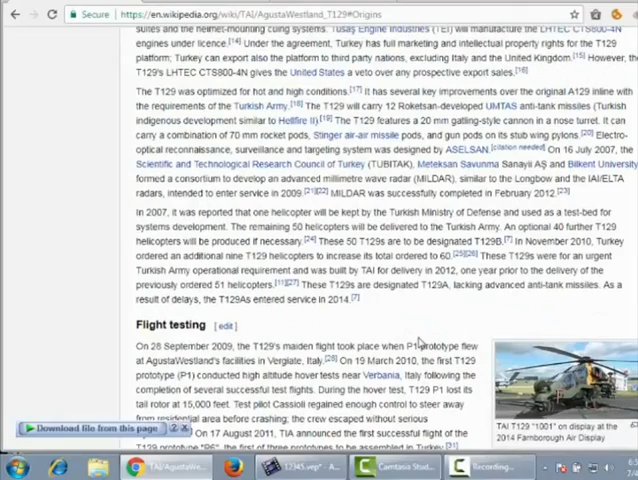 Secure | https://en.wikipedia.org/wiki/TAI/AgustaWestland_T129#Origins
suites and the helmet-mounting cuing systems. Tusaş Engine Industries (TEI) will manufacture the LHTEC CTS800-4N
engines under licence.[14] Under the agreement, Turkey has full marketing and intellectual property rights for the T129
platform; Turkey can export also the platform to third party nations, excluding Italy and the United Kingdom.[15] However, the
T129's LHTEC CTS800-4N gives the United States a veto over any prospective export sales.[16]
The T129 was optimized for hot and high conditions.[17] It has several key improvements over the original A129 inline with
the requirements of the Turkish Army.[18] The T129 will carry 12 Roketsan-developed UMTAS anti-tank missiles (Turkish
indigenous development similar to Hellfire II).[19] The T129 features a 20 mm gatling-style cannon in a nose turret. It can
carry a combination of 70 mm rocket pods, Stinger air-air missile pods, and gun pods on its stub wing pylons.[20] Electro-
optical reconnaissance, surveillance and targeting system was designed by ASELSAN.[citation needed] On 16 July 2007, the
Scientific and Technological Research Council of Turkey (TUBITAK), Meteksan Savunma Sanayii AŞ and Bilkent University
formed a consortium to develop an advanced millimetre wave radar (MILDAR), similar to the Longbow and the IAI/ELTA
radars, intended to enter service in 2009.[21][22] MILDAR was successfully completed in February 2012.[23]
In 2007, it was reported that one helicopter will be kept by the Turkish Ministry of Defense and used as a test-bed for
systems development. The remaining 50 helicopters will be delivered to the Turkish Army. An optional 40 further T129
helicopters will be produced if necessary.[24] These 50 T129s are to be designated T129B.[7] In November 2010, Turkey
ordered an additional nine T129 helicopters to increase its total ordered to 60.[25][26] These T129s were for an urgent
Turkish Army operational requirement and was built by TAI for delivery in 2012, one year prior to the delivery of the
previously ordered 51 helicopters.[11][27] These T129s are designated T129A, lacking advanced anti-tank missiles. As a
result of delays, the T129As entered service in 2014.[7]
Flight testing [ edit ]
On 28 September 2009, the T129's maiden flight took place when P1 prototype flew
at AgustaWestland's facilities in Vergiate, Italy.[28] On 19 March 2010, the first T129
prototype (P1) conducted high altitude hover tests near Verbania, Italy following the
completion of several successful test flights. During the hover test, T129 P1 lost its
tail rotor at 15,000 feet. Test pilot Cassioli regained enough control to steer away
from residential area before crashing; the crew escaped without serious
On 17 August 2011, TIA announced the first successful flight of the
T129 prototype "P6", the first of three prototypes to be assembled in Turkey.[31]
TAI T129 "1001" on display at the
2014 Farnborough Air Display
Download file from this page ? X
TAI/AgustaWe...
12345.vep* - A...
Camtasia Stud...
Recording...